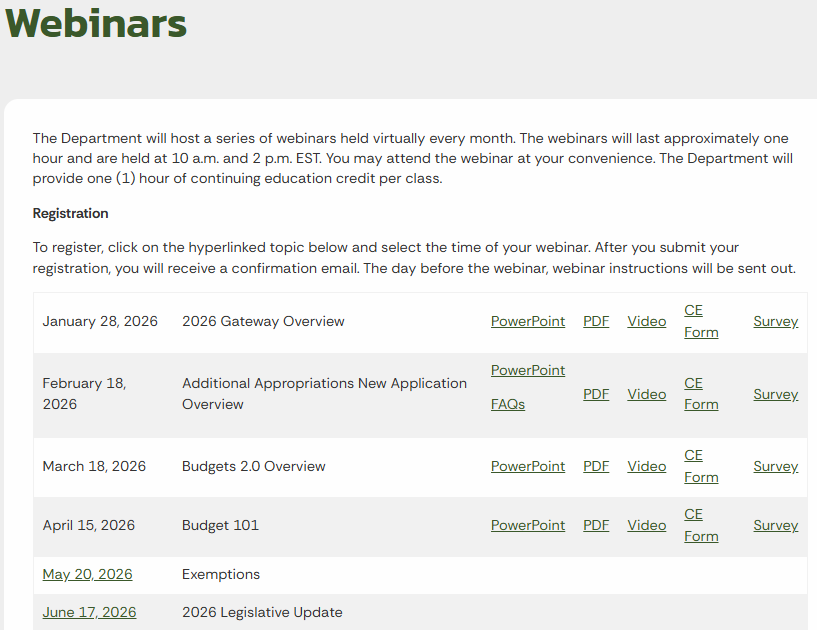 Webinars
The Department will host a series of webinars held virtually every month. The webinars will last approximately one
hour and are held at 10 a.m. and 2 p.m. EST. You may attend the webinar at your convenience. The Department will
provide one (1) hour of continuing education credit per class.
Registration
To register, click on the hyperlinked topic below and select the time of your webinar. After you submit your
registration, you will receive a confirmation email. The day before the webinar, webinar instructions will be sent out.
January 28, 2026 2026 Gateway Overview PowerPoint PDF Video CE Form Survey
February 18, 2026 Additional Appropriations New Application Overview PowerPoint FAQs PDF Video CE Form Survey
March 18, 2026 Budgets 2.0 Overview PowerPoint PDF Video CE Form Survey
April 15, 2026 Budget 101 PowerPoint PDF Video CE Form Survey
May 20, 2026 Exemptions
June 17, 2026 2026 Legislative Update